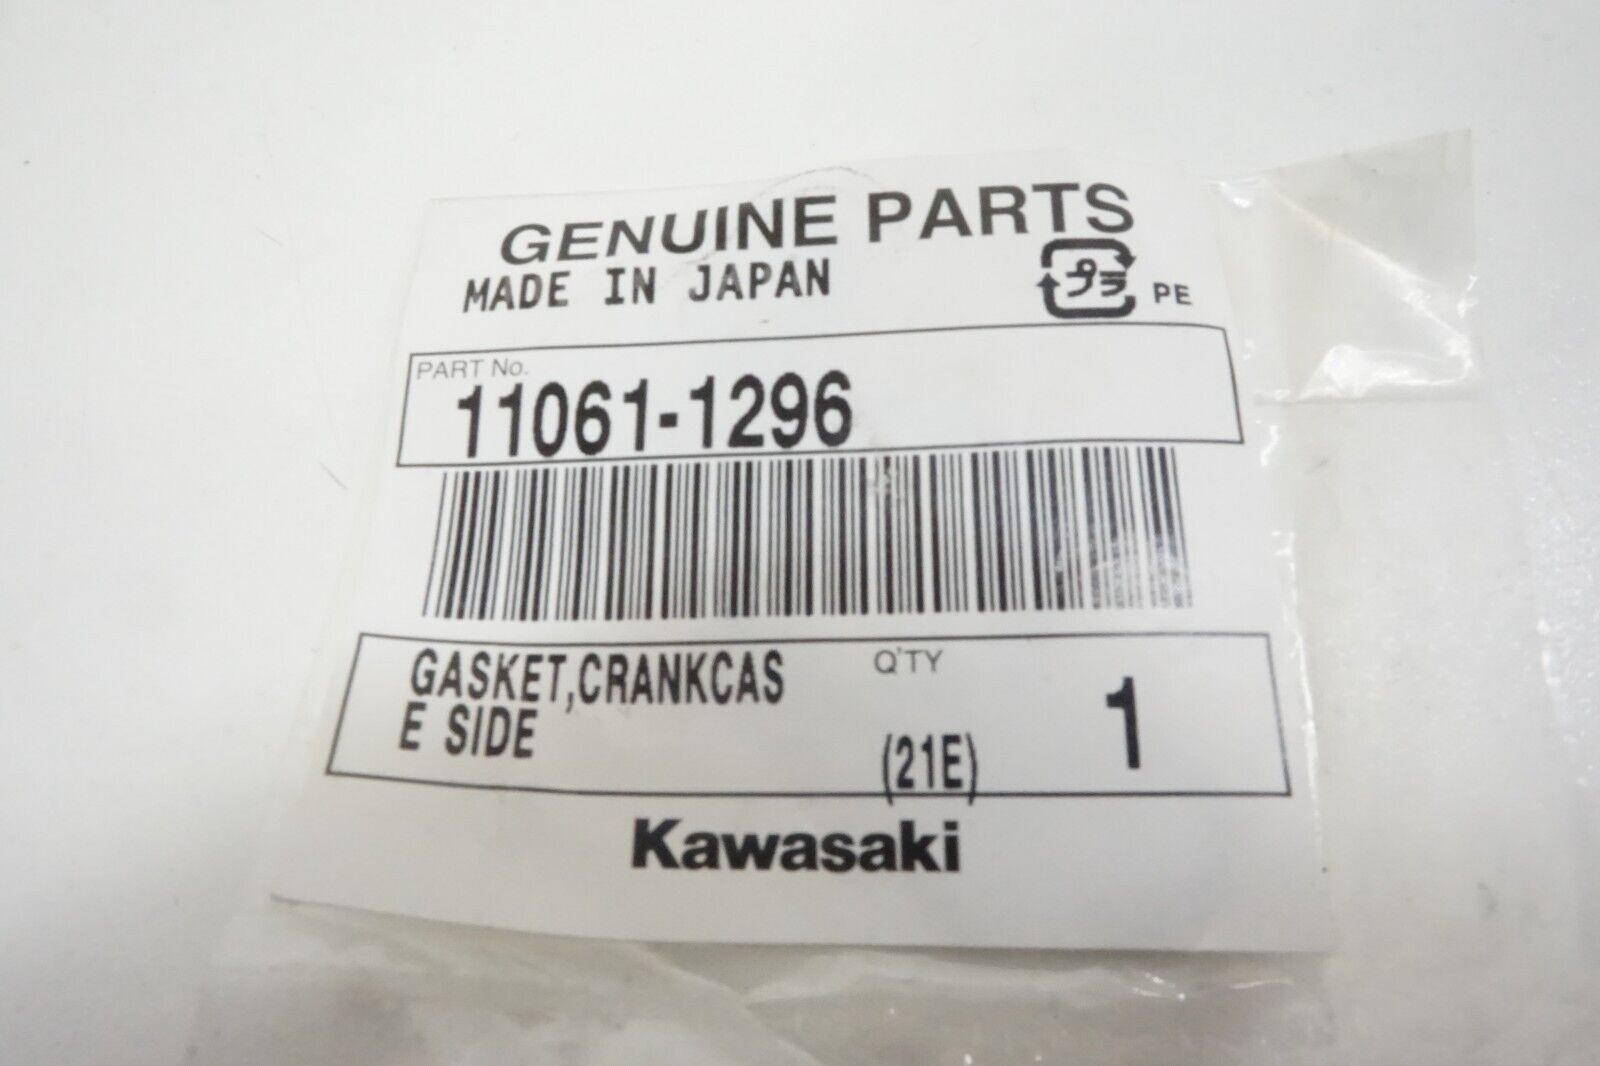 GENUINE PARTS
MADE IN JAPAN
プラ PE
PART No.
11061-1296
GASKET,CRANKCAS
E SIDE
Q'TY
(21E)
1
Kawasaki